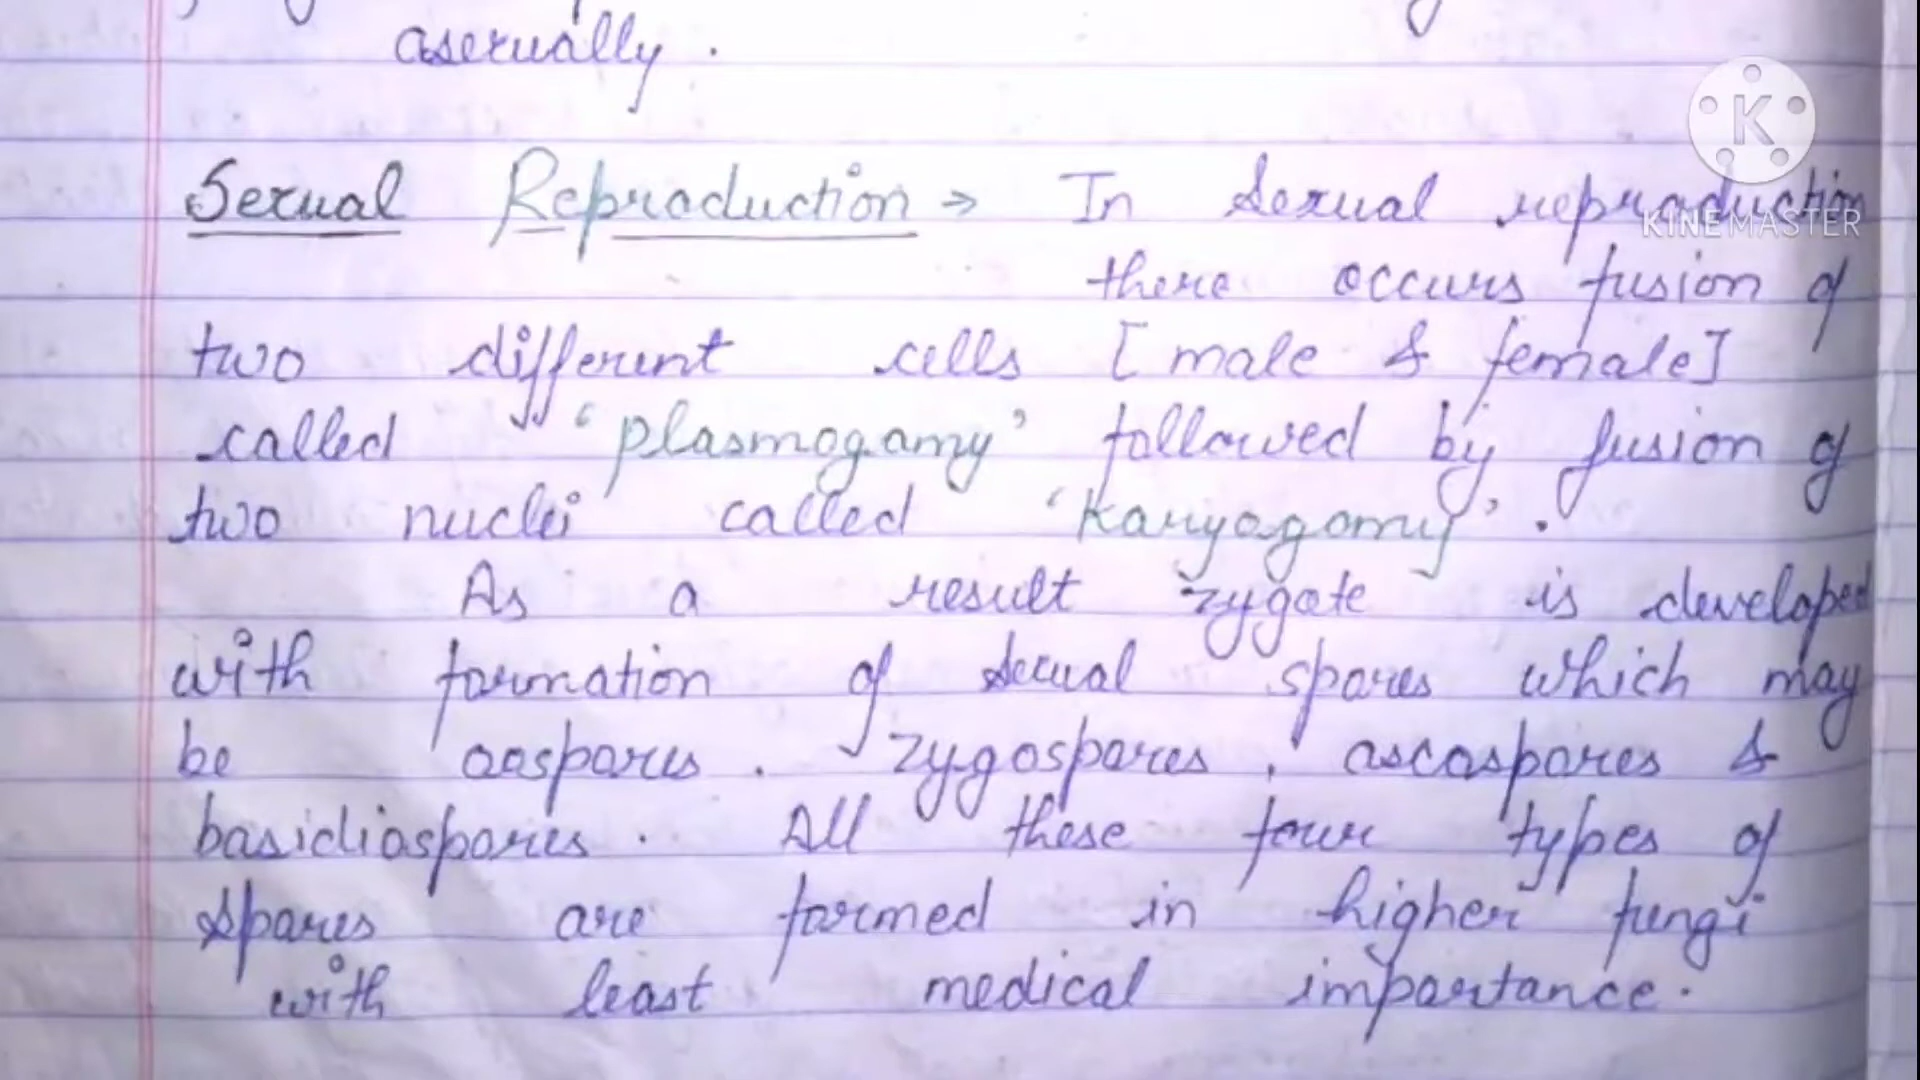 asexually.
Sexual Reproduction → In sexual reproduction
KINEMASTER
there occurs fusion of
two different cells [male & female]
called 'plasmogamy' followed by fusion of
two nuclei called 'Karyogomy'.
As a result zygote is developed
with formation of sexual spores which may
be oospores. zygospores, ascospores &
basidiospores. All these four types of
spores are formed in higher fungi
with least medical importance.